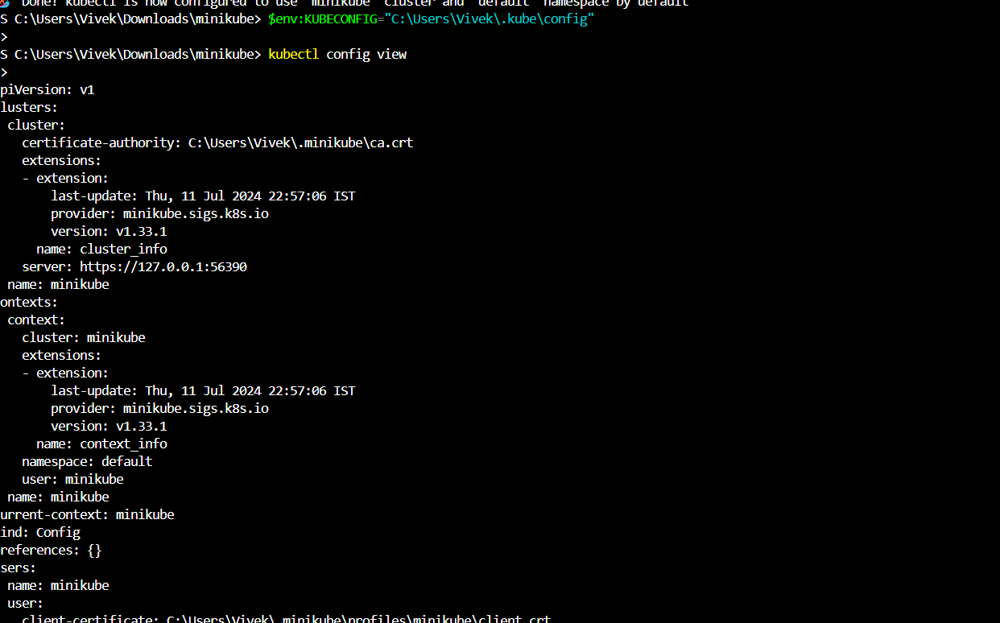 Done! kubectl is now configured to use "minikube" cluster and "default" namespace by default
S C:\Users\Vivek\Downloads\minikube> $env:KUBECONFIG="C:\Users\Vivek\.kube\config"
>
S C:\Users\Vivek\Downloads\minikube> kubectl config view
>
piVersion: v1
lusters:
 cluster:
   certificate-authority: C:\Users\Vivek\.minikube\ca.crt
   extensions:
   - extension:
       last-update: Thu, 11 Jul 2024 22:57:06 IST
       provider: minikube.sigs.k8s.io
       version: v1.33.1
     name: cluster_info
   server: https://127.0.0.1:56390
 name: minikube
ontexts:
 context:
   cluster: minikube
   extensions:
   - extension:
       last-update: Thu, 11 Jul 2024 22:57:06 IST
       provider: minikube.sigs.k8s.io
       version: v1.33.1
     name: context_info
   namespace: default
   user: minikube
 name: minikube
urrent-context: minikube
ind: Config
references: {}
sers:
 name: minikube
 user:
   client-certificate: C:\Users\Vivek\.minikube\profiles\minikube\client.crt